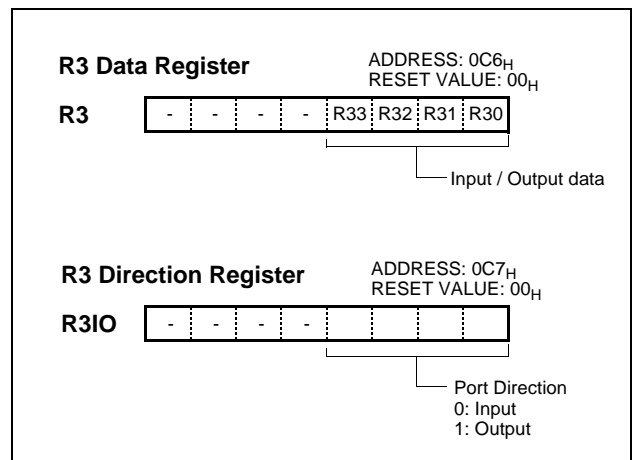 R3 Data Register
ADDRESS: 0C6H
RESET VALUE: 00H
R3 - - - - R33 R32 R31 R30
Input / Output data
R3 Direction Register
ADDRESS: 0C7H
RESET VALUE: 00H
R3IO - - - -
Port Direction
0: Input
1: Output